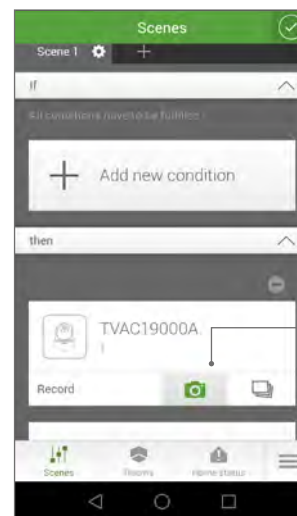 Scenes
Scene 1
If
All conditions have to be fulfilled
Add new condition
then
TVAC19000A
1
Record
Scenes
Rooms
Home status